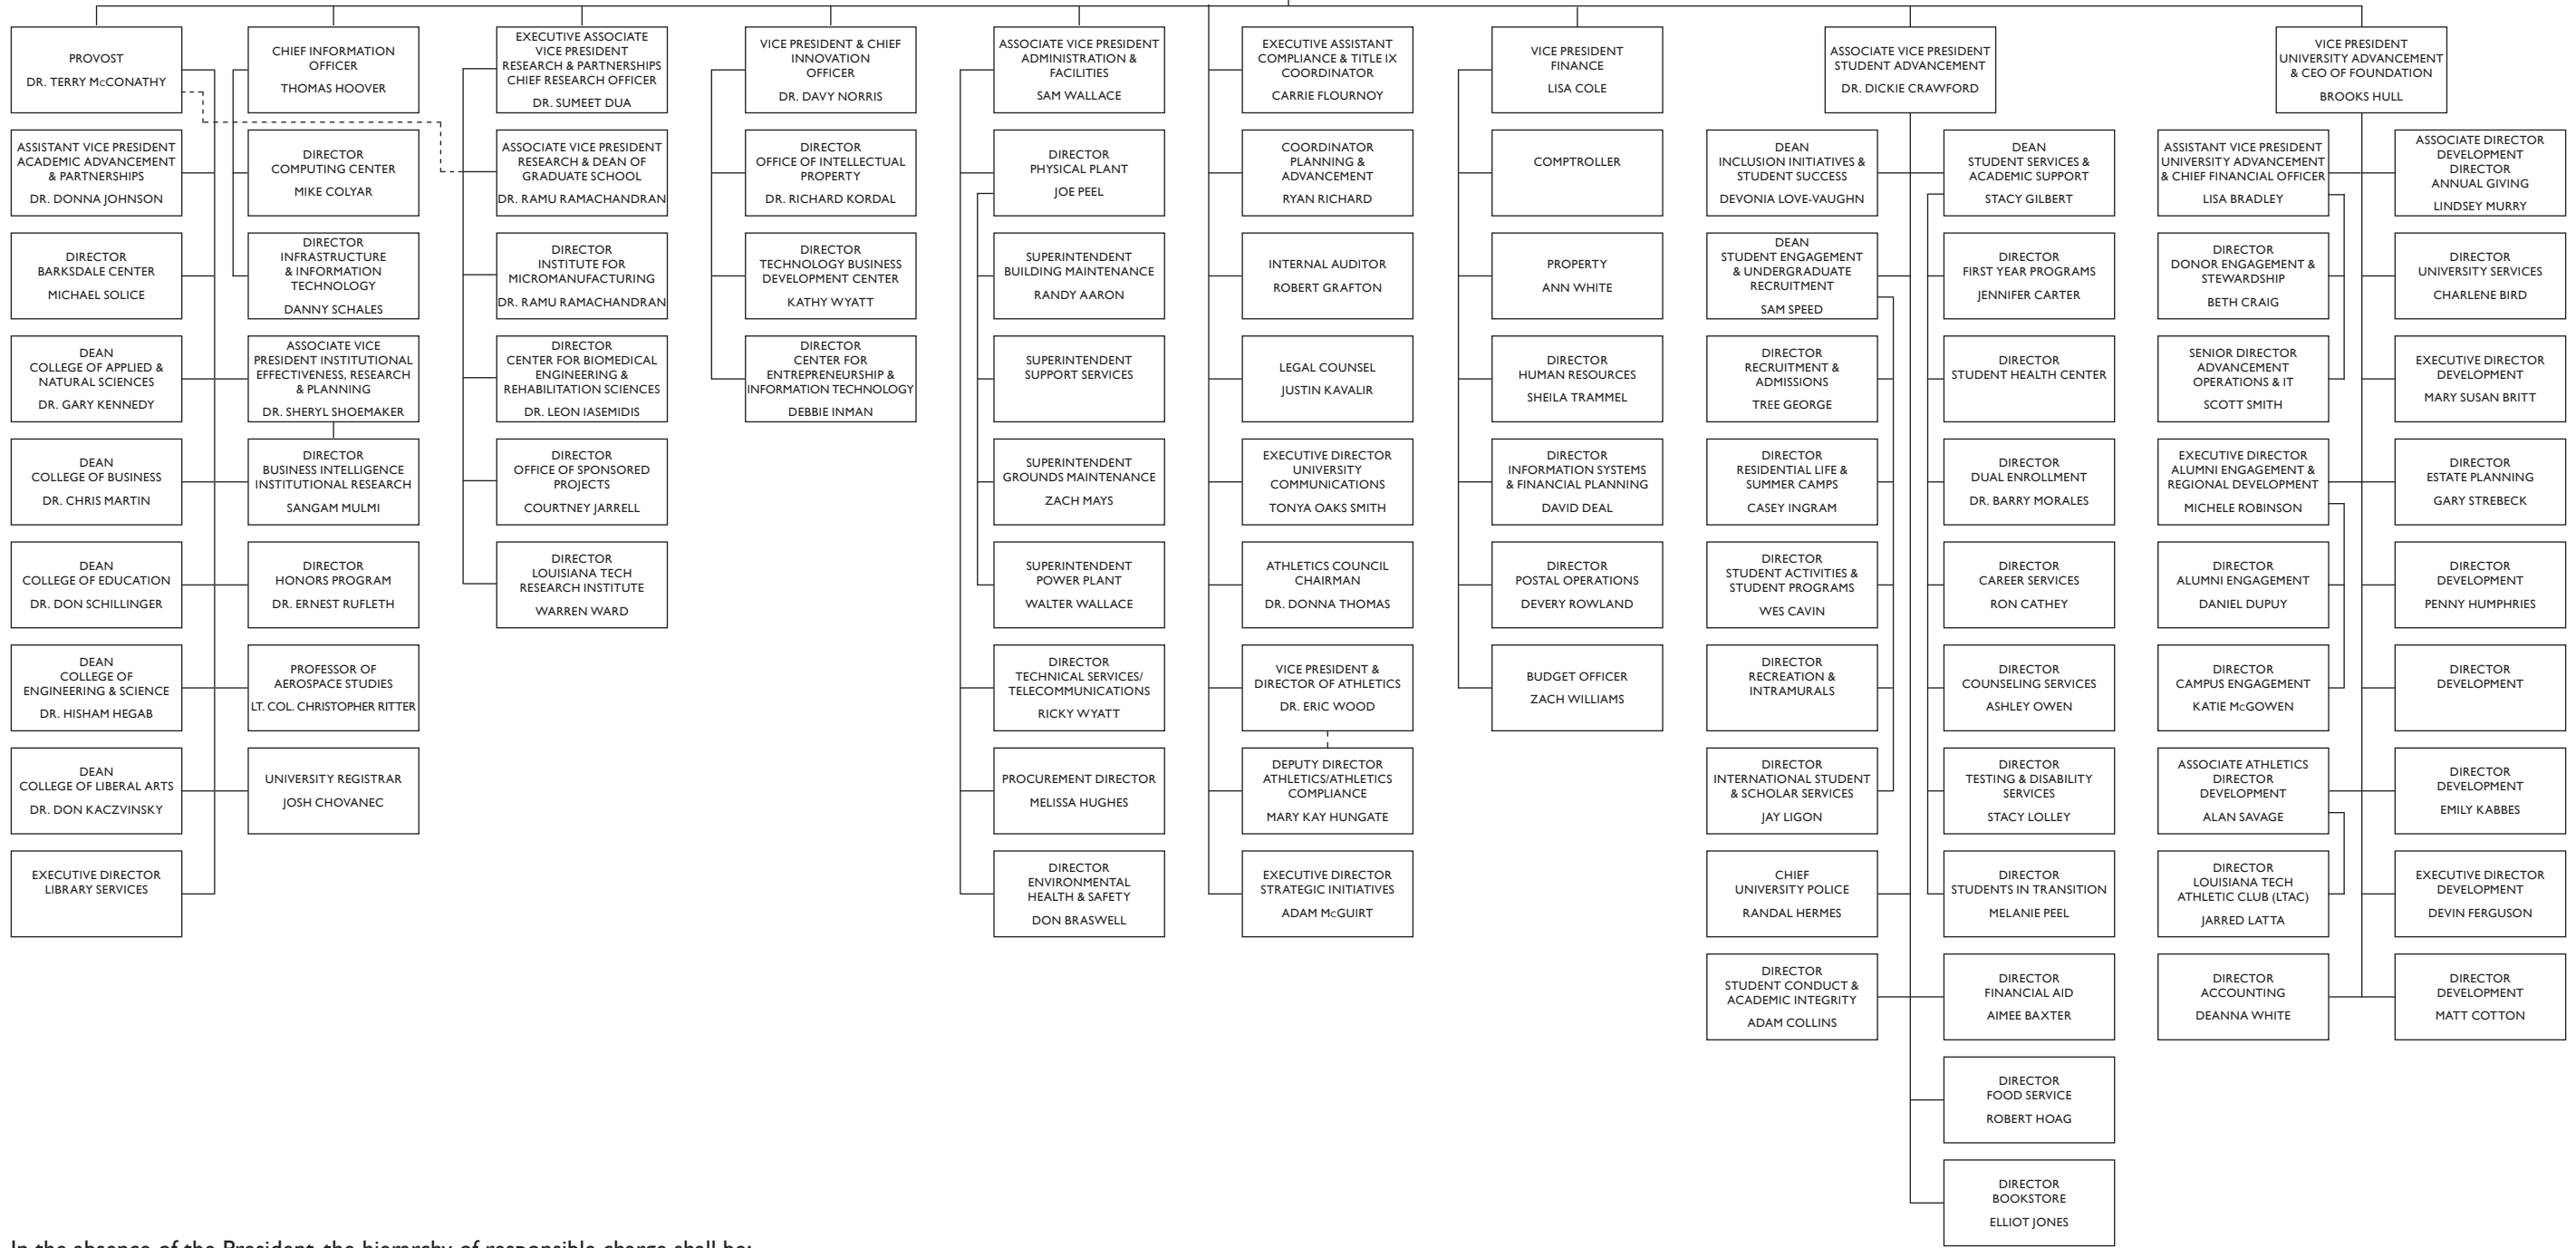 PROVOST
DR. TERRY McCONATHY
ASSISTANT VICE PRESIDENT
ACADEMIC ADVANCEMENT
& PARTNERSHIPS
DR. DONNA JOHNSON
DIRECTOR
BARKSDALE CENTER
MICHAEL SOLICE
DEAN
COLLEGE OF APPLIED &
NATURAL SCIENCES
DR. GARY KENNEDY
DEAN
COLLEGE OF BUSINESS
DR. CHRIS MARTIN
DEAN
COLLEGE OF EDUCATION
DR. DON SCHILLINGER
DEAN
COLLEGE OF
ENGINEERING & SCIENCE
DR. HISHAM HEGAB
DEAN
COLLEGE OF LIBERAL ARTS
DR. DON KACZVINSKY
EXECUTIVE DIRECTOR
LIBRARY SERVICES
CHIEF INFORMATION
OFFICER
THOMAS HOOVER
DIRECTOR
COMPUTING CENTER
MIKE COLYAR
DIRECTOR
INFRASTRUCTURE
& INFORMATION
TECHNOLOGY
DANNY SCHALES
ASSOCIATE VICE
PRESIDENT INSTITUTIONAL
EFFECTIVENESS, RESEARCH
& PLANNING
DR. SHERYL SHOEMAKER
DIRECTOR
BUSINESS INTELLIGENCE
INSTITUTIONAL RESEARCH
SANGAM MULMI
DIRECTOR
HONORS PROGRAM
DR. ERNEST RUFLETH
PROFESSOR OF
AEROSPACE STUDIES
LT. COL. CHRISTOPHER RITTER
UNIVERSITY REGISTRAR
JOSH CHOVANEC
EXECUTIVE ASSOCIATE
VICE PRESIDENT
RESEARCH & PARTNERSHIPS
CHIEF RESEARCH OFFICER
DR. SUMEET DUA
ASSOCIATE VICE PRESIDENT
RESEARCH & DEAN OF
GRADUATE SCHOOL
DR. RAMU RAMACHANDRAN
DIRECTOR
INSTITUTE FOR
MICROMANUFACTURING
DR. RAMU RAMACHANDRAN
DIRECTOR
CENTER FOR BIOMEDICAL
ENGINEERING &
REHABILITATION SCIENCES
DR. LEON IASEMIDIS
DIRECTOR
OFFICE OF SPONSORED
PROJECTS
COURTNEY JARRELL
DIRECTOR
LOUISIANA TECH
RESEARCH INSTITUTE
WARREN WARD
VICE PRESIDENT & CHIEF
INNOVATION
OFFICER
DR. DAVY NORRIS
DIRECTOR
OFFICE OF INTELLECTUAL
PROPERTY
DR. RICHARD KORDAL
DIRECTOR
TECHNOLOGY BUSINESS
DEVELOPMENT CENTER
KATHY WYATT
DIRECTOR
CENTER FOR
ENTREPRENEURSHIP &
INFORMATION TECHNOLOGY
DEBBIE INMAN
ASSOCIATE VICE PRESIDENT
ADMINISTRATION &
FACILITIES
SAM WALLACE
DIRECTOR
PHYSICAL PLANT
JOE PEEL
SUPERINTENDENT
BUILDING MAINTENANCE
RANDY AARON
SUPERINTENDENT
SUPPORT SERVICES
SUPERINTENDENT
GROUNDS MAINTENANCE
ZACH MAYS
SUPERINTENDENT
POWER PLANT
WALTER WALLACE
DIRECTOR
TECHNICAL SERVICES/
TELECOMMUNICATIONS
RICKY WYATT
PROCUREMENT DIRECTOR
MELISSA HUGHES
DIRECTOR
ENVIRONMENTAL
HEALTH & SAFETY
DON BRASWELL
EXECUTIVE ASSISTANT
COMPLIANCE & TITLE IX
COORDINATOR
CARRIE FLOURNOY
COORDINATOR
PLANNING &
ADVANCEMENT
RYAN RICHARD
INTERNAL AUDITOR
ROBERT GRAFTON
LEGAL COUNSEL
JUSTIN KAVALIR
EXECUTIVE DIRECTOR
UNIVERSITY
COMMUNICATIONS
TONYA OAKS SMITH
ATHLETICS COUNCIL
CHAIRMAN
DR. DONNA THOMAS
VICE PRESIDENT &
DIRECTOR OF ATHLETICS
DR. ERIC WOOD
DEPUTY DIRECTOR
ATHLETICS/ATHLETICS
COMPLIANCE
MARY KAY HUNGATE
EXECUTIVE DIRECTOR
STRATEGIC INITIATIVES
ADAM McGUIRT
VICE PRESIDENT
FINANCE
LISA COLE
COMPTROLLER
PROPERTY
ANN WHITE
DIRECTOR
HUMAN RESOURCES
SHEILA TRAMMEL
DIRECTOR
INFORMATION SYSTEMS
& FINANCIAL PLANNING
DAVID DEAL
DIRECTOR
POSTAL OPERATIONS
DEVERY ROWLAND
BUDGET OFFICER
ZACH WILLIAMS
ASSOCIATE VICE PRESIDENT
STUDENT ADVANCEMENT
DR. DICKIE CRAWFORD
DEAN
INCLUSION INITIATIVES &
STUDENT SUCCESS
DEVONIA LOVE-VAUGHN
DEAN
STUDENT ENGAGEMENT
& UNDERGRADUATE
RECRUITMENT
SAM SPEED
DIRECTOR
RECRUITMENT &
ADMISSIONS
TREE GEORGE
DIRECTOR
RESIDENTIAL LIFE &
SUMMER CAMPS
CASEY INGRAM
DIRECTOR
STUDENT ACTIVITIES &
STUDENT PROGRAMS
WES CAVIN
DIRECTOR
RECREATION &
INTRAMURALS
DIRECTOR
INTERNATIONAL STUDENT
& SCHOLAR SERVICES
JAY LIGON
CHIEF
UNIVERSITY POLICE
RANDAL HERMES
DIRECTOR
STUDENT CONDUCT &
ACADEMIC INTEGRITY
ADAM COLLINS
DEAN
STUDENT SERVICES &
ACADEMIC SUPPORT
STACY GILBERT
DIRECTOR
FIRST YEAR PROGRAMS
JENNIFER CARTER
DIRECTOR
STUDENT HEALTH CENTER
DIRECTOR
DUAL ENROLLMENT
DR. BARRY MORALES
DIRECTOR
CAREER SERVICES
RON CATHEY
DIRECTOR
COUNSELING SERVICES
ASHLEY OWEN
DIRECTOR
TESTING & DISABILITY
SERVICES
STACY LOLLEY
DIRECTOR
STUDENTS IN TRANSITION
MELANIE PEEL
DIRECTOR
FINANCIAL AID
AIMEE BAXTER
DIRECTOR
FOOD SERVICE
ROBERT HOAG
DIRECTOR
BOOKSTORE
ELLIOT JONES
VICE PRESIDENT
UNIVERSITY ADVANCEMENT
& CEO OF FOUNDATION
BROOKS HULL
ASSISTANT VICE PRESIDENT
UNIVERSITY ADVANCEMENT
& CHIEF FINANCIAL OFFICER
LISA BRADLEY
DIRECTOR
DONOR ENGAGEMENT &
STEWARDSHIP
BETH CRAIG
SENIOR DIRECTOR
ADVANCEMENT
OPERATIONS & IT
SCOTT SMITH
EXECUTIVE DIRECTOR
ALUMNI ENGAGEMENT &
REGIONAL DEVELOPMENT
MICHELE ROBINSON
DIRECTOR
ALUMNI ENGAGEMENT
DANIEL DUPUY
DIRECTOR
CAMPUS ENGAGEMENT
KATIE McGOWEN
ASSOCIATE ATHLETICS
DIRECTOR
DEVELOPMENT
ALAN SAVAGE
DIRECTOR
LOUISIANA TECH
ATHLETIC CLUB (LTAC)
JARRED LATTA
DIRECTOR
ACCOUNTING
DEANNA WHITE
ASSOCIATE DIRECTOR
DEVELOPMENT
DIRECTOR
ANNUAL GIVING
LINDSEY MURRY
DIRECTOR
UNIVERSITY SERVICES
CHARLENE BIRD
EXECUTIVE DIRECTOR
DEVELOPMENT
MARY SUSAN BRITT
DIRECTOR
ESTATE PLANNING
GARY STREBECK
DIRECTOR
DEVELOPMENT
PENNY HUMPHRIES
DIRECTOR
DEVELOPMENT
DIRECTOR
DEVELOPMENT
EMILY KABBES
EXECUTIVE DIRECTOR
DEVELOPMENT
DEVIN FERGUSON
DIRECTOR
DEVELOPMENT
MATT COTTON
In the absence of the President, the hierarchy of responsible charge shall be: